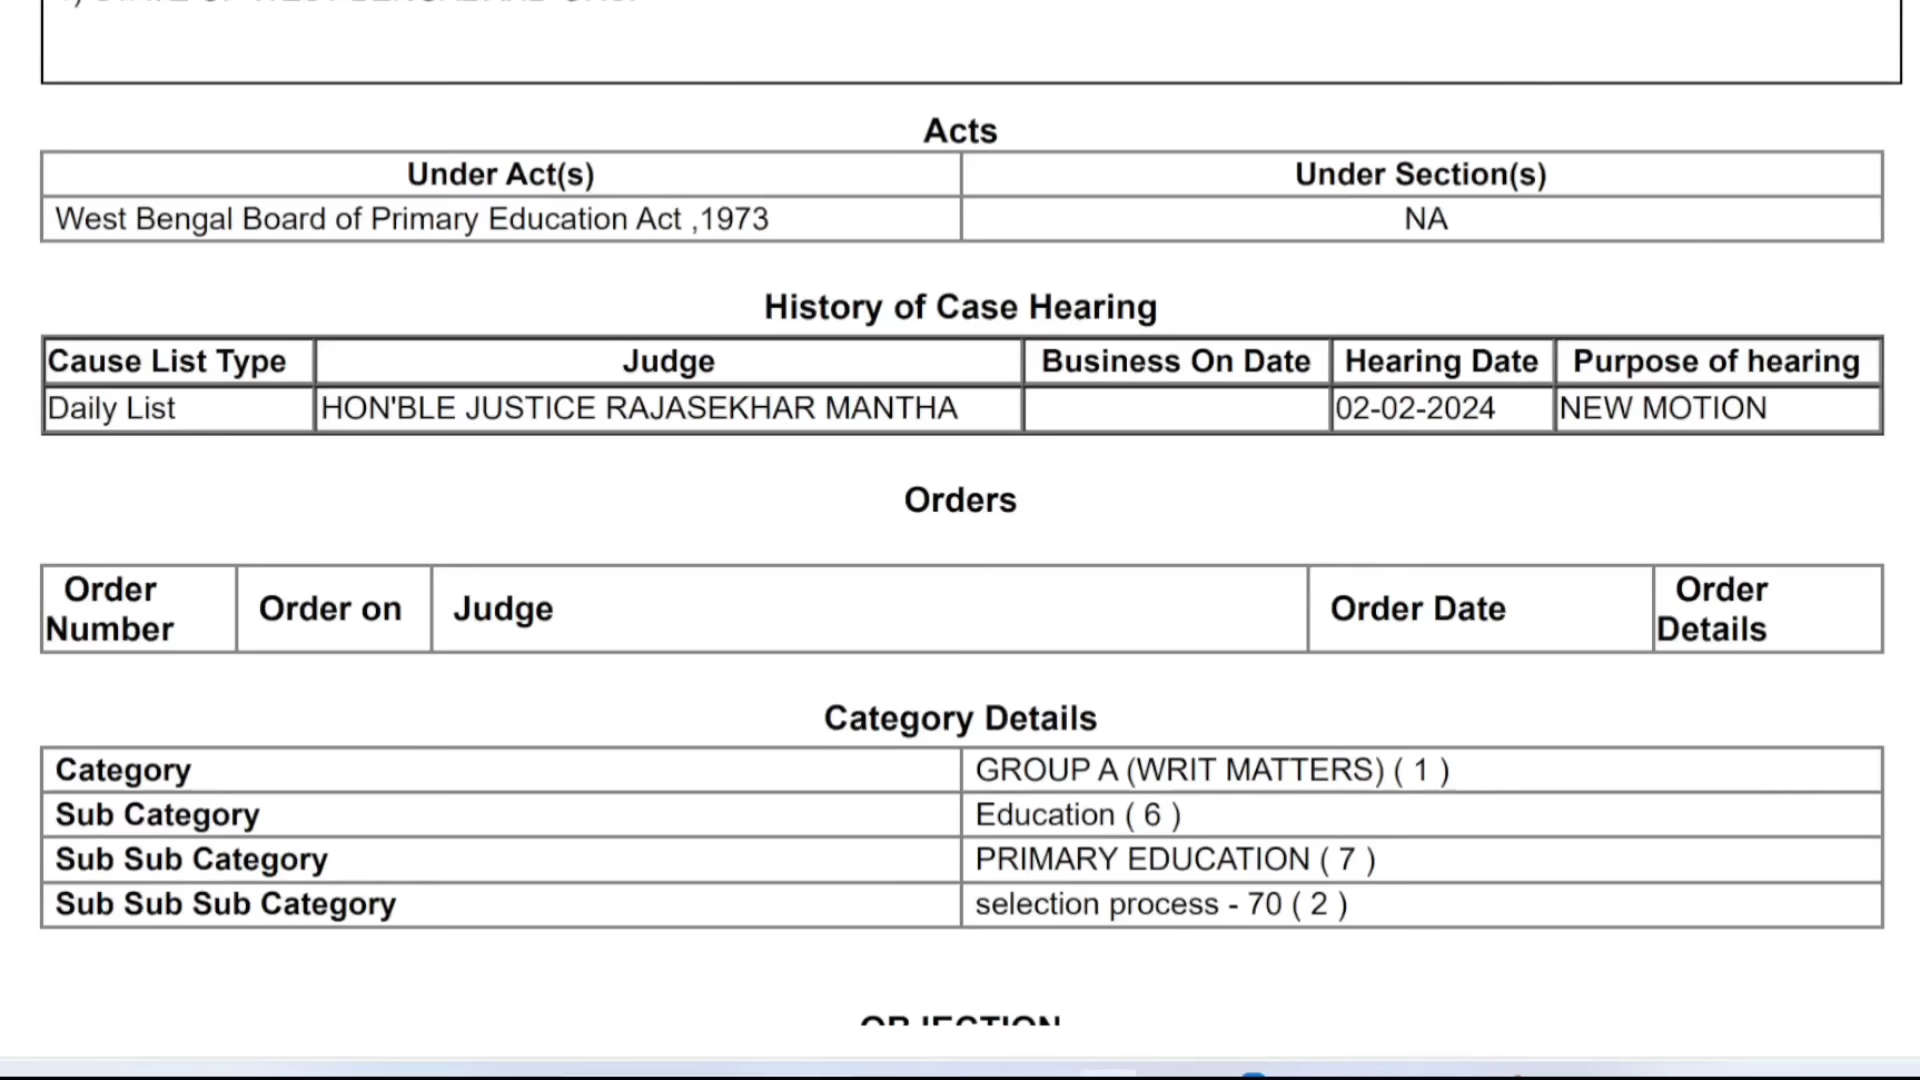 Acts
Under Act(s) Under Section(s)
West Bengal Board of Primary Education Act ,1973 NA
History of Case Hearing
Cause List Type Judge Business On Date Hearing Date Purpose of hearing
Daily List HON'BLE JUSTICE RAJASEKHAR MANTHA 02-02-2024 NEW MOTION
Orders
Order Number Order on Judge Order Date Order Details
Category Details
Category GROUP A (WRIT MATTERS) ( 1 )
Sub Category Education ( 6 )
Sub Sub Category PRIMARY EDUCATION ( 7 )
Sub Sub Sub Category selection process - 70 ( 2 )
OBJECTION